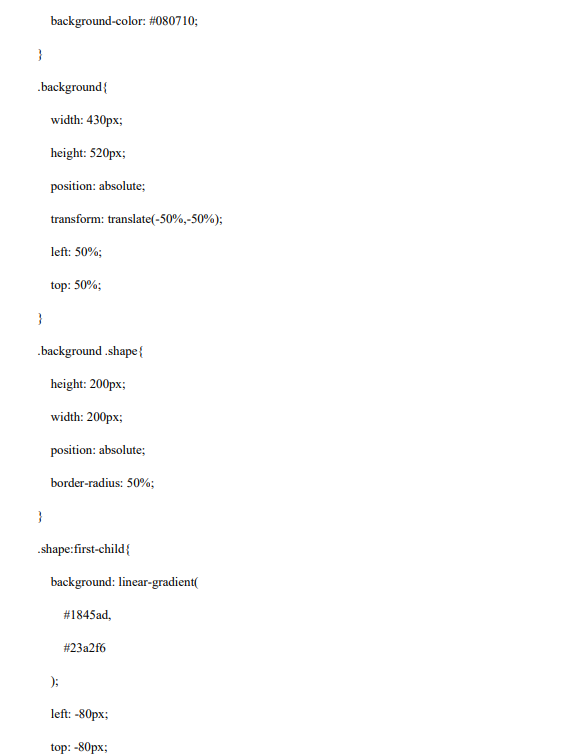 background-color: #080710;
}
.background{
width: 430px;
height: 520px;
position: absolute;
transform: translate(-50%,-50%);
left: 50%;
top: 50%;
}
.background .shape{
height: 200px;
width: 200px;
position: absolute;
border-radius: 50%;
}
.shape:first-child{
background: linear-gradient(
#1845ad,
#23a2f6
);
left: -80px;
top: -80px;